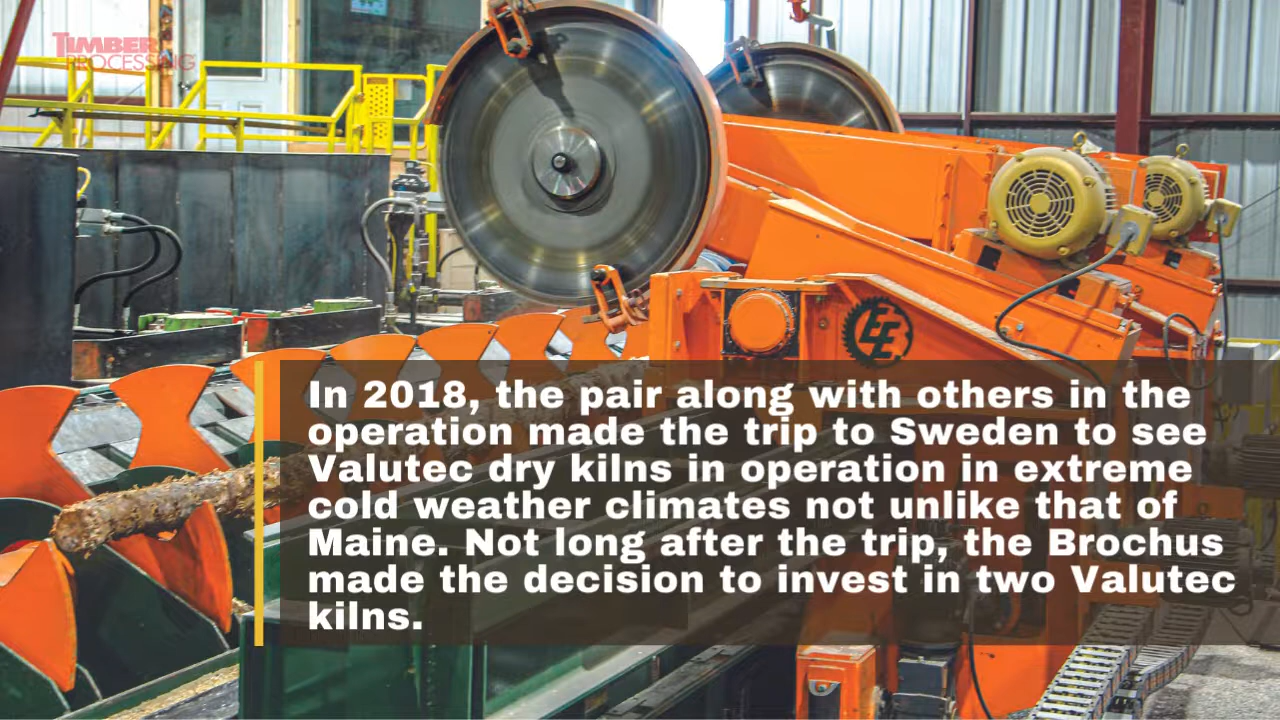 TIMBER
PROCESSING
EE
In 2018, the pair along with others in the
operation made the trip to Sweden to see
Valutec dry kilns in operation in extreme
cold weather climates not unlike that of
Maine. Not long after the trip, the Brochus
made the decision to invest in two Valutec
kilns.